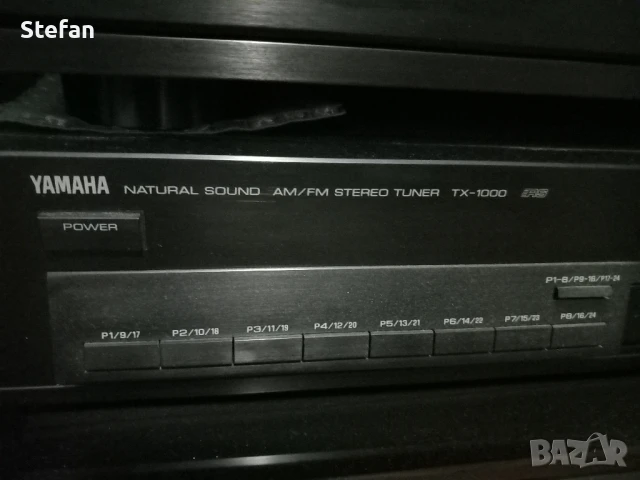 Stefan
YAMAHA NATURAL SOUND AM/FM STEREO TUNER TX-1000 RS
POWER
P1-8/P9-16/P17-24
P1/9/17 P2/10/18 P3/11/19 P4/12/20 P5/13/21 P6/14/22 P7/15/23 P8/16/24
BAZAR